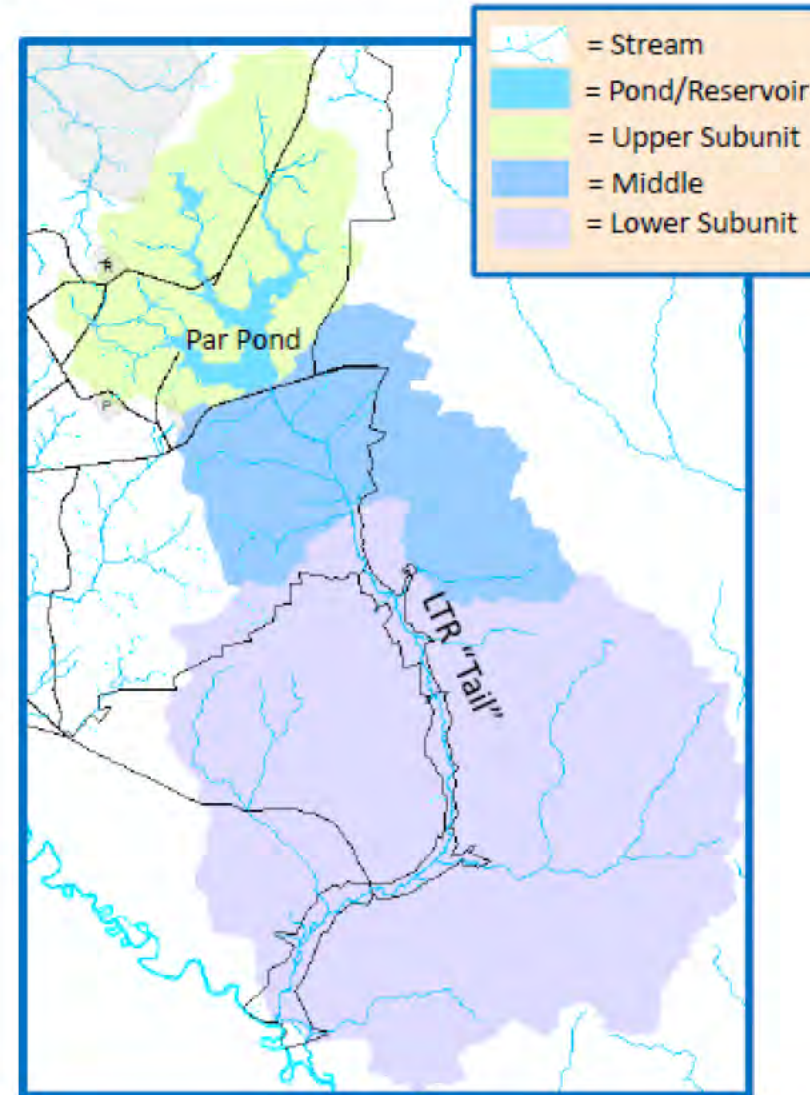 = Stream
= Pond/Reservoir
= Upper Subunit
= Middle
= Lower Subunit
R
Par Pond
P
LTR "Tail"